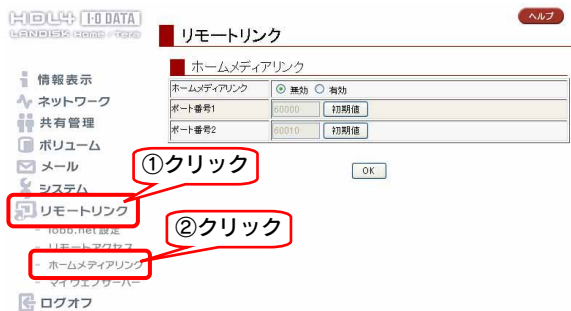 HDL4 I-O DATA
LANDISK Home / Tera
ヘルプ
リモートリンク
ホームメディアリンク
ホームメディアリンク 無効 有効
ポート番号1 60000 初期値
ポート番号2 60010 初期値
OK
情報表示
ネットワーク
共有管理
ボリューム
メール
システム
①クリック
リモートリンク
iobb.net設定
②クリック
リモートアクセス
ホームメディアリンク
マイウェブサーバー
ログオフ